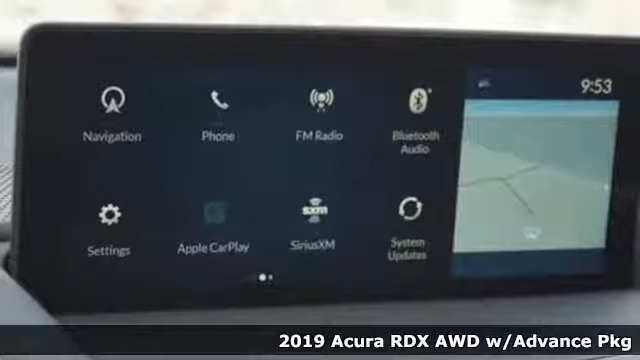 9:53
Navigation
Phone
FM Radio
Bluetooth
Audio
sxm
Settings
Apple CarPlay
SiriusXM
System
Updates
2019 Acura RDX AWD w/Advance Pkg